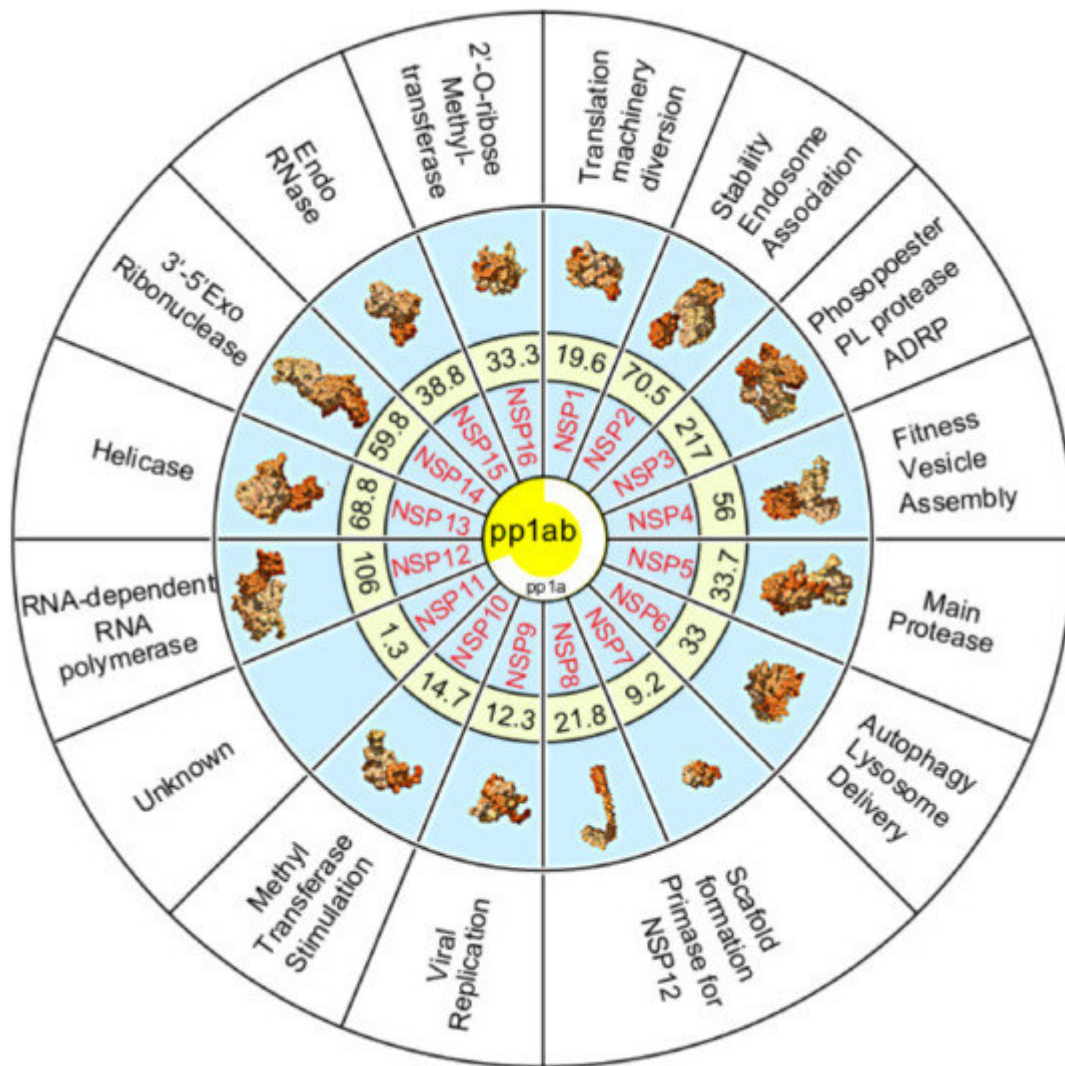 Translation
machinery
diversion
Stability
Endosome
Association
Phosopoester
PL protease
ADRP
Fitness
Vesicle
Assembly
Main
Protease
Autophagy
Lysosome
Delivery
Scafold
formation
Primase for
NSP12
Viral
Replication
Methyl
Transferase
Stimulation
Unknown
RNA-dependent
RNA
polymerase
Helicase
3'-5'Exo
Ribonuclease
Endo
RNase
2'-O-ribose
Methyl-
transferase
19.6
70.5
217
56
33.7
33
9.2
21.8
12.3
14.7
1.3
106
68.8
59.8
38.8
33.3
NSP1
NSP2
NSP3
NSP4
NSP5
NSP6
NSP7
NSP8
NSP9
NSP10
NSP11
NSP12
NSP13
NSP14
NSP15
NSP16
pp1ab
pp1a